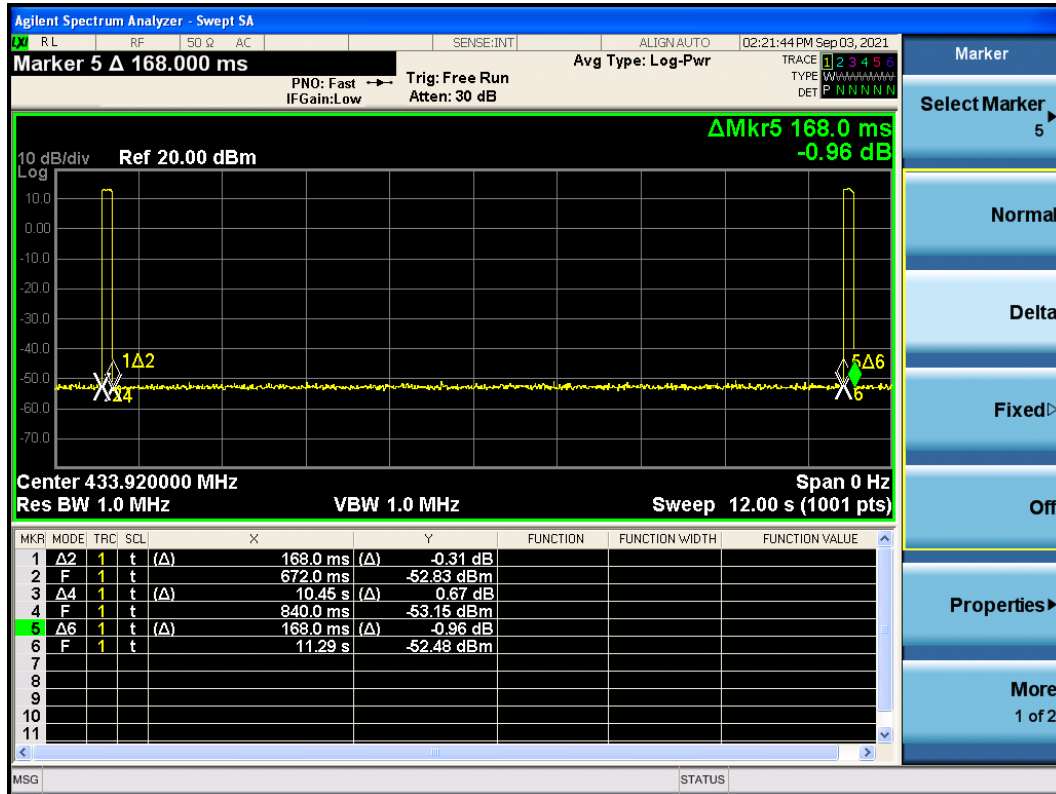 Agilent Spectrum Analyzer - Swept SA
LXI RL RF 50 Ω AC SENSE:INT ALIGN AUTO 02:21:44 PM Sep 03, 2021
Marker 5 Δ 168.000 ms
PNO: Fast
IFGain:Low
Trig: Free Run
Atten: 30 dB
Avg Type: Log-Pwr
TRACE 1 2 3 4 5 6
TYPE WWWWWW
DET P N N N N N
ΔMkr5 168.0 ms
-0.96 dB
10 dB/div Ref 20.00 dBm
Log
10.0
0.00
-10.0
-20.0
-30.0
-40.0
-50.0
-60.0
-70.0
1Δ2
5Δ6
6
Center 433.920000 MHz Span 0 Hz
Res BW 1.0 MHz VBW 1.0 MHz Sweep 12.00 s (1001 pts)
MKR MODE TRC SCL X Y FUNCTION FUNCTION WIDTH FUNCTION VALUE
1 Δ2 1 t (Δ) 168.0 ms (Δ) -0.31 dB
2 F 1 t 672.0 ms -52.83 dBm
3 Δ4 1 t (Δ) 10.45 s (Δ) 0.67 dB
4 F 1 t 840.0 ms -53.15 dBm
5 Δ6 1 t (Δ) 168.0 ms (Δ) -0.96 dB
6 F 1 t 11.29 s -52.48 dBm
7
8
9
10
11
MSG STATUS
Marker
Select Marker
5
Normal
Delta
Fixed
Off
Properties
More
1 of 2